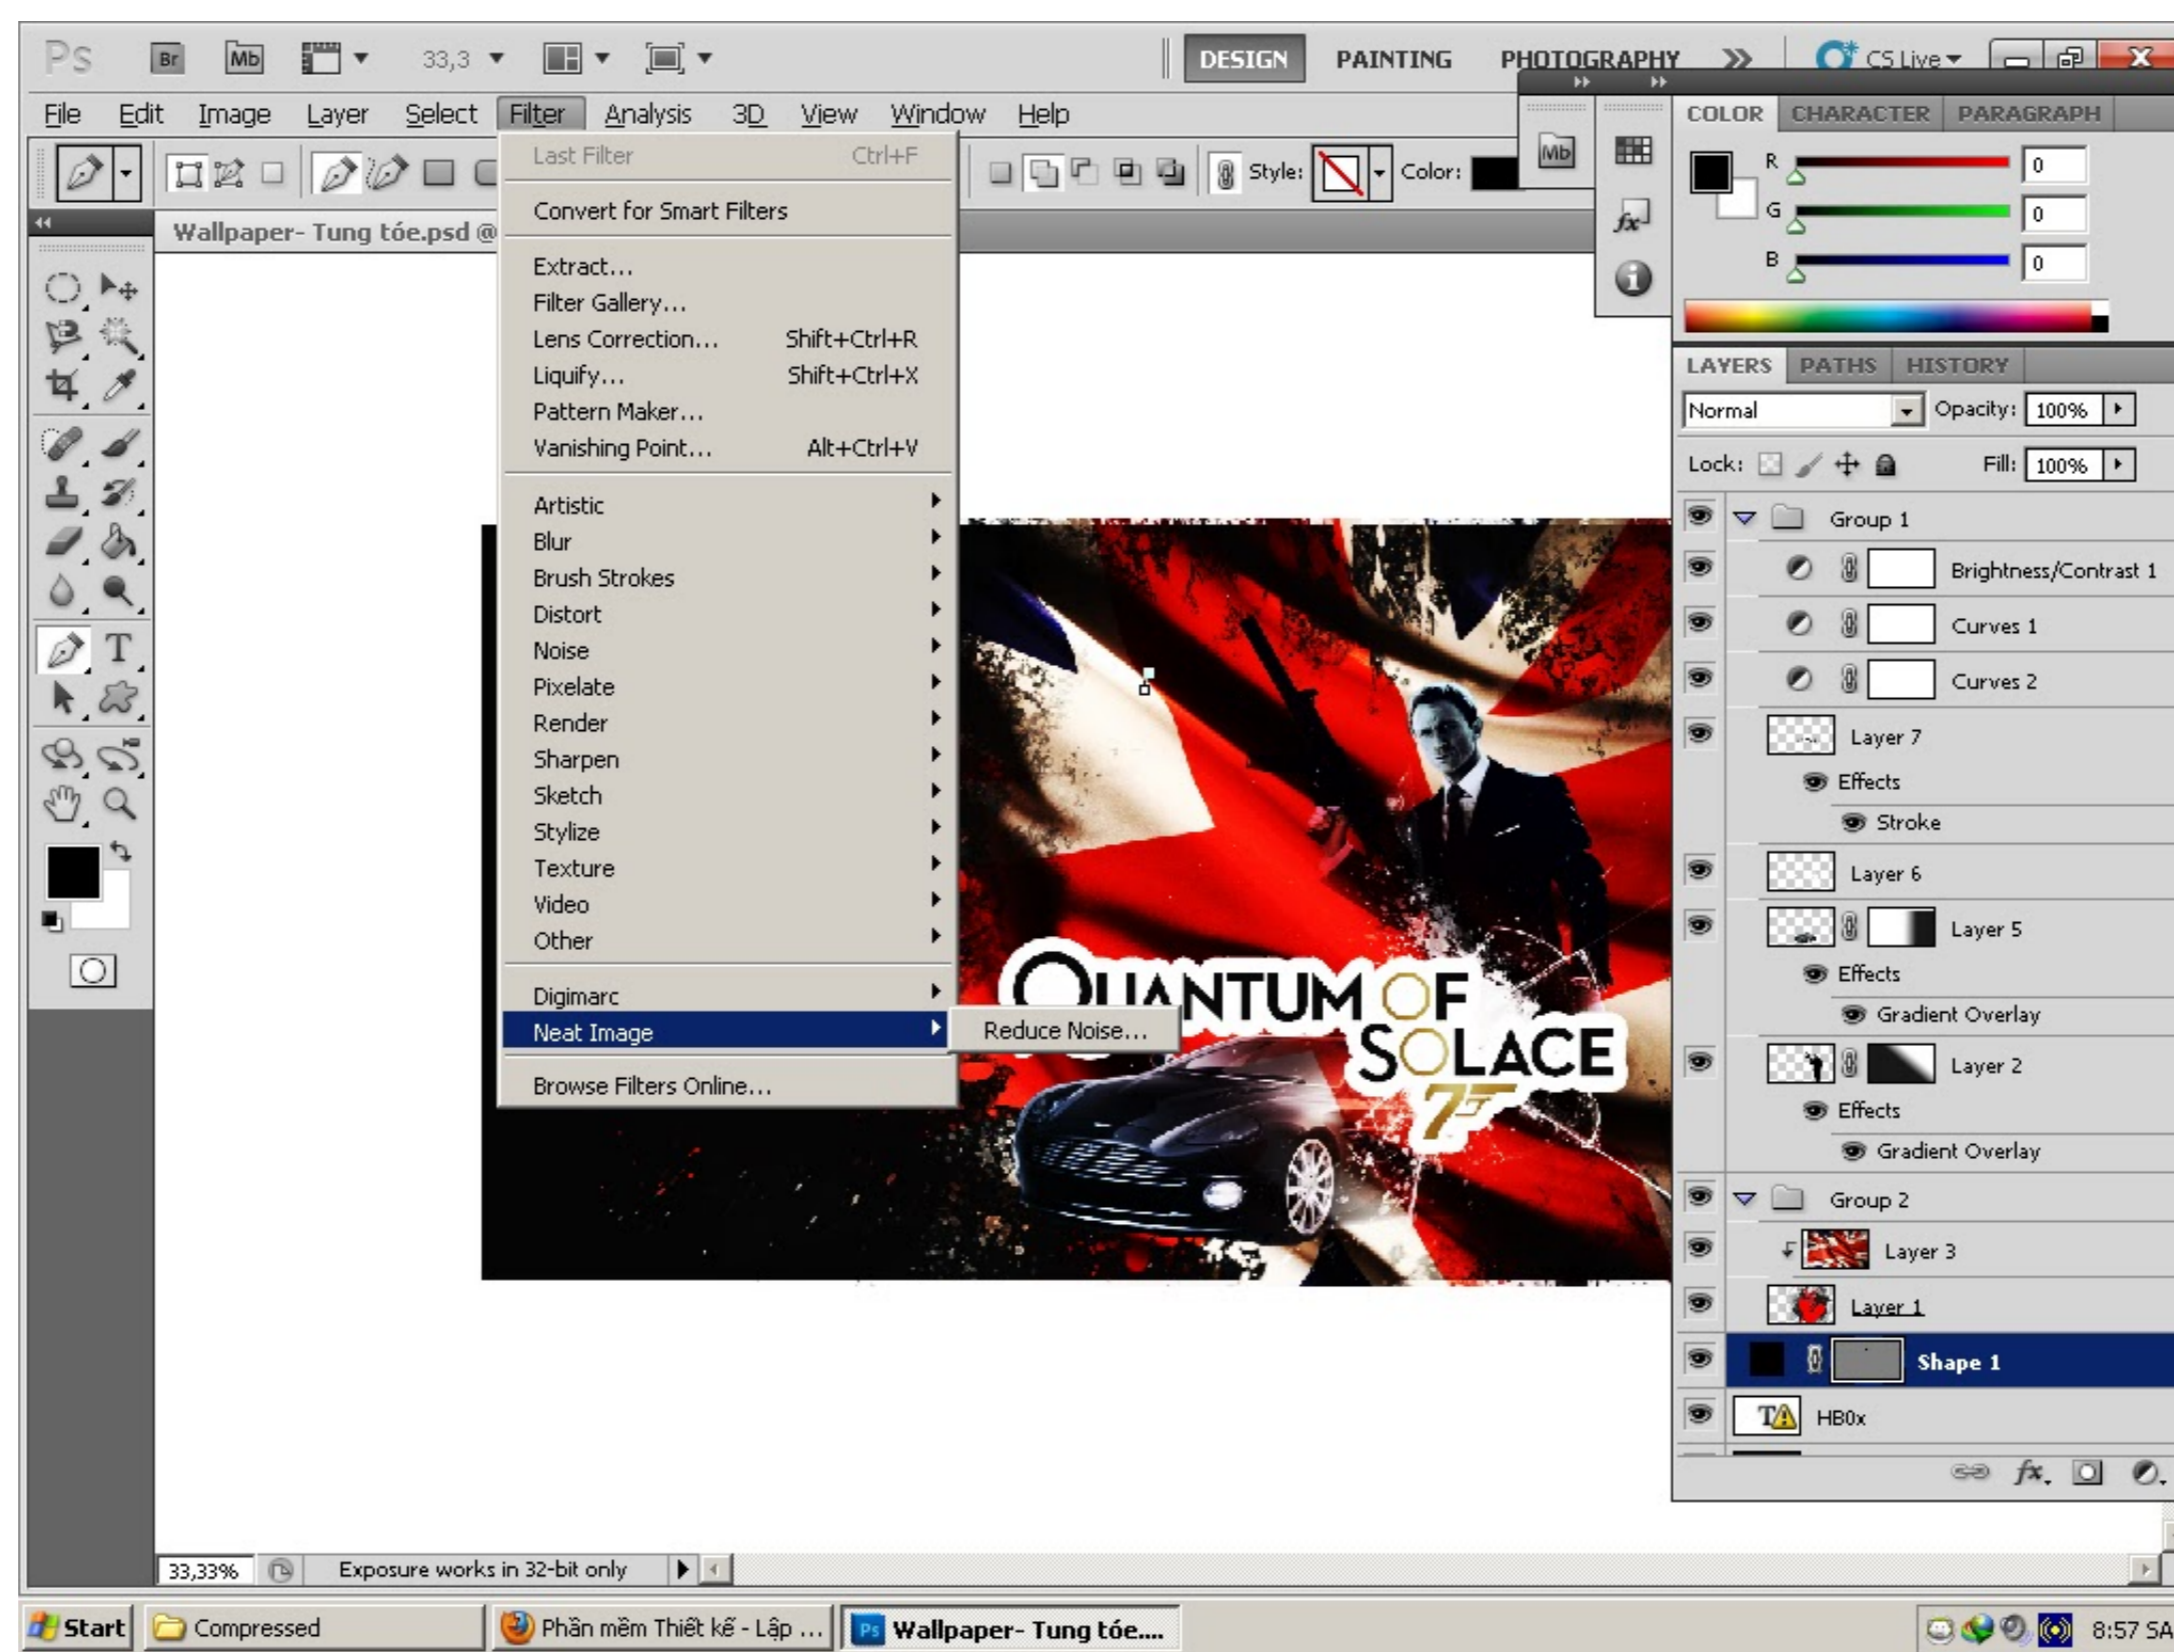 Ps Br Mb 33,3 DESIGN PAINTING PHOTOGRAPHY CS Live
File Edit Image Layer Select Filter Analysis 3D View Window Help
Style: Color:
Mb
Wallpaper- Tung tóe.psd @
Last Filter Ctrl+F
Convert for Smart Filters
Extract...
Filter Gallery...
Lens Correction... Shift+Ctrl+R
Liquify... Shift+Ctrl+X
Pattern Maker...
Vanishing Point... Alt+Ctrl+V
Artistic
Blur
Brush Strokes
Distort
Noise
Pixelate
Render
Sharpen
Sketch
Stylize
Texture
Video
Other
Digimarc
Neat Image
Reduce Noise...
Browse Filters Online...
QUANTUM OF
SOLACE
7
COLOR CHARACTER PARAGRAPH
R 0
G 0
B 0
LAYERS PATHS HISTORY
Normal Opacity: 100%
Lock: Fill: 100%
Group 1
Brightness/Contrast 1
Curves 1
Curves 2
Layer 7
Effects
Stroke
Layer 6
Layer 5
Effects
Gradient Overlay
Layer 2
Effects
Gradient Overlay
Group 2
Layer 3
Layer 1
Shape 1
HB0x
33,33% Exposure works in 32-bit only
Start Compressed Phần mềm Thiết kế - Lập ... Ps Wallpaper- Tung tóe.... 8:57 SA